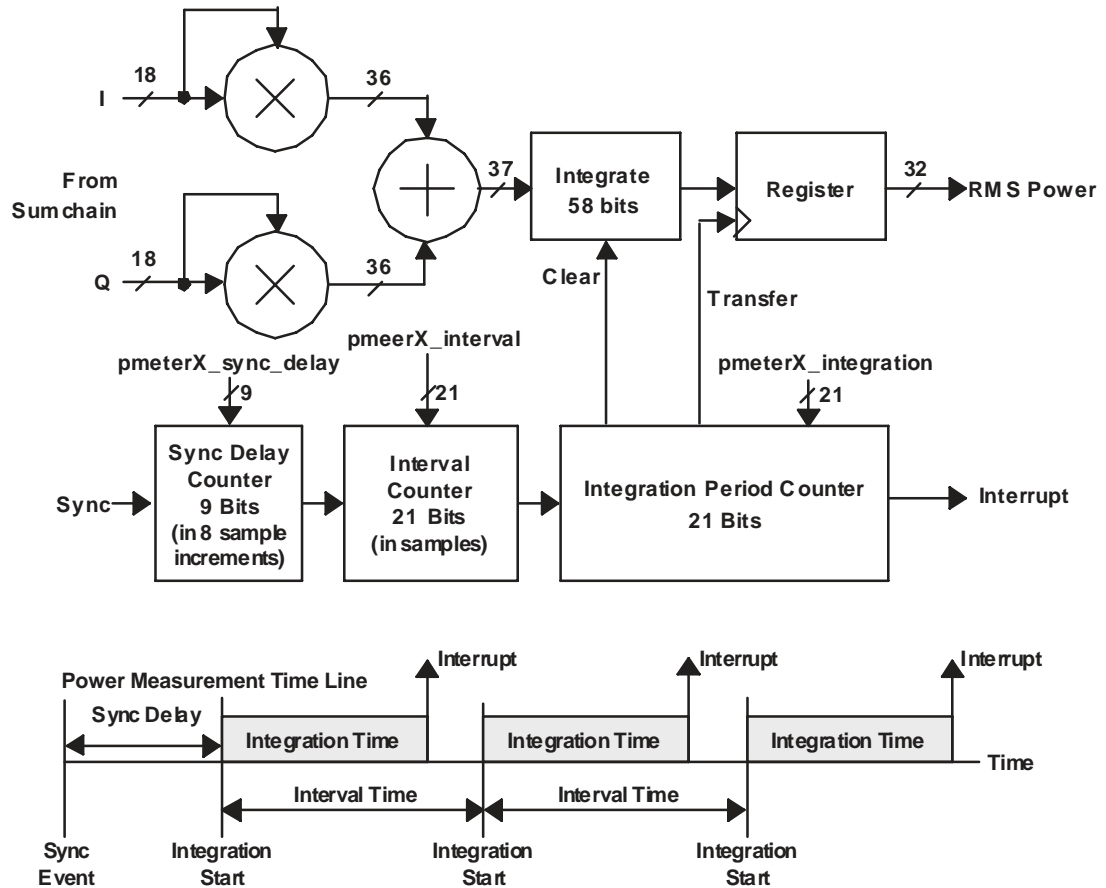 I
18
36
From
Sumchain
37
Integrate
58 bits
Register
32
RMS Power
Q
18
36
Clear
Transfer
pmeterX_sync_delay
9
pmeerX_interval
21
pmeterX_integration
21
Sync
Sync Delay
Counter
9 Bits
(in 8 sample
increments)
Interval
Counter
21 Bits
(in samples)
Integration Period Counter
21 Bits
Interrupt
Power Measurement Time Line
Sync Delay
Interrupt
Interrupt
Interrupt
Integration Time
Integration Time
Integration Time
Time
Interval Time
Interval Time
Sync
Event
Integration
Start
Integration
Start
Integration
Start